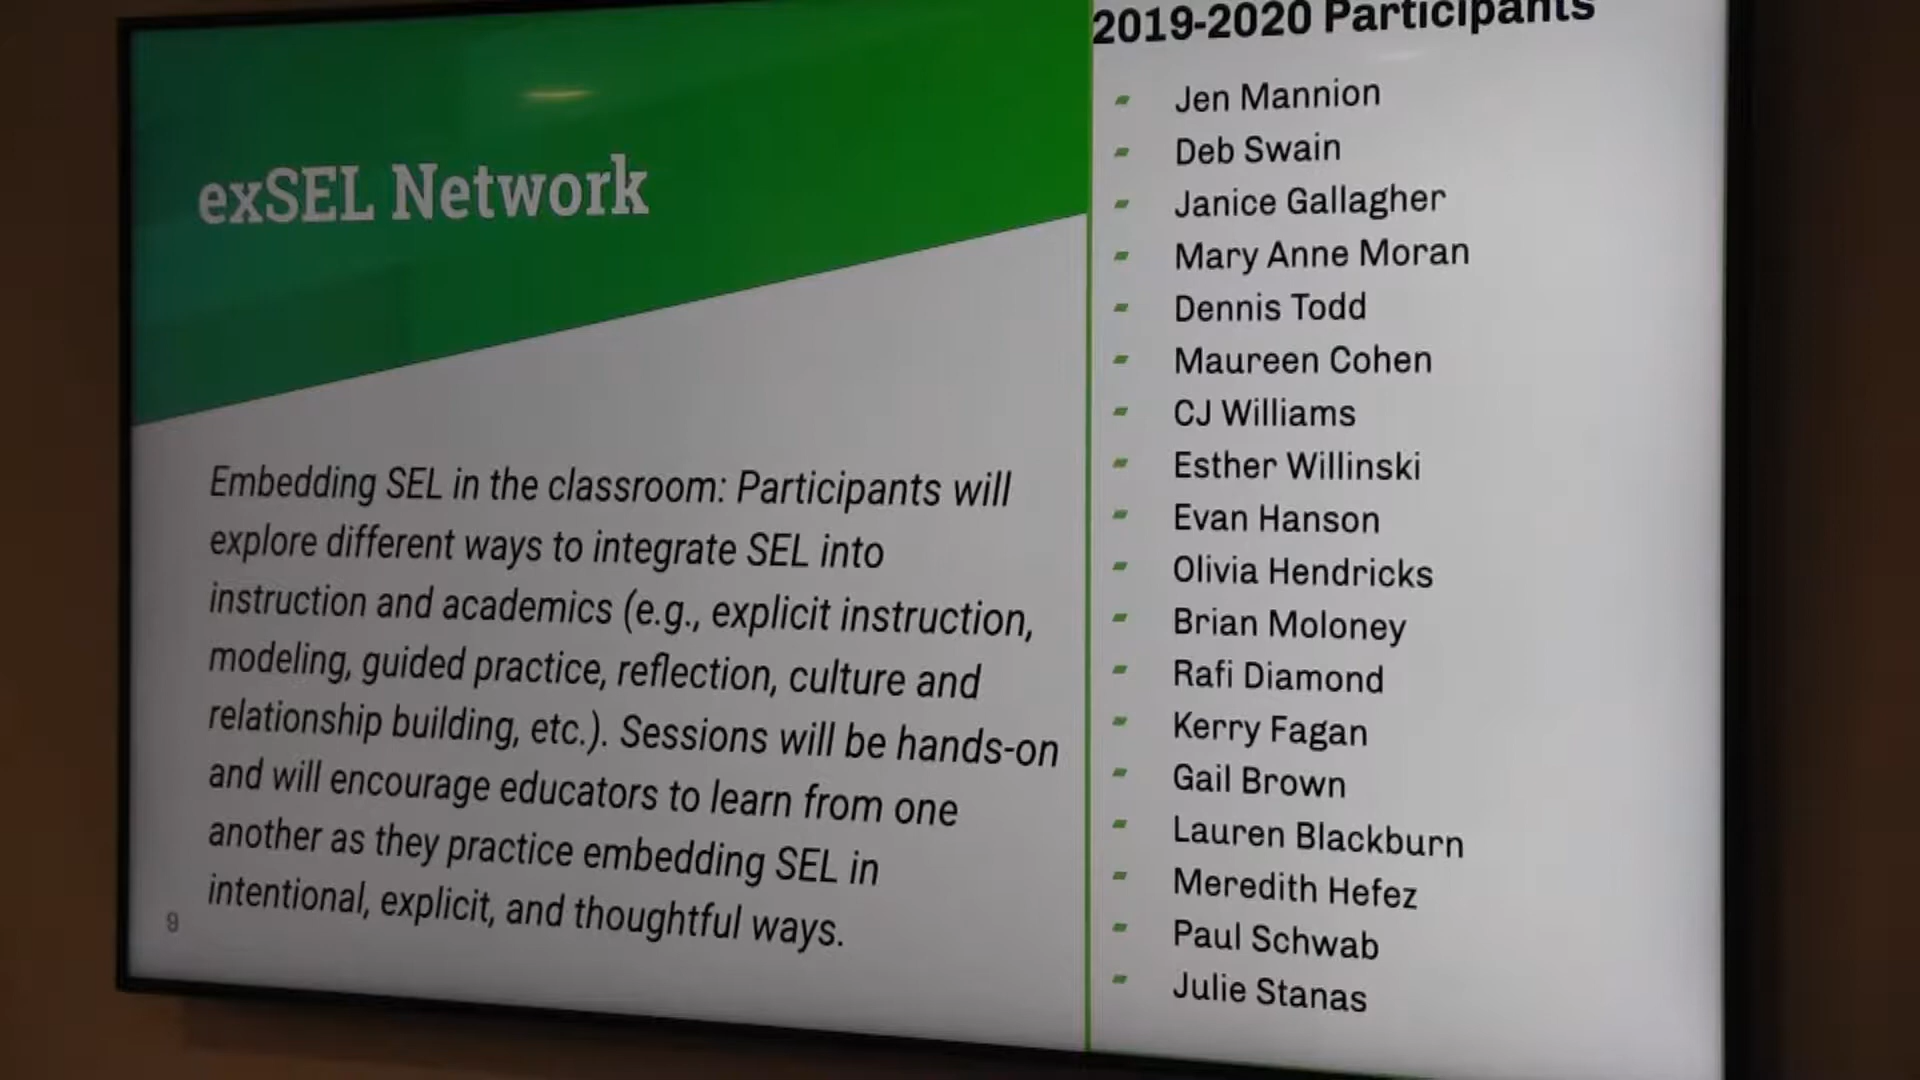 exSEL Network
Embedding SEL in the classroom: Participants will
explore different ways to integrate SEL into
instruction and academics (e.g., explicit instruction,
modeling, guided practice, reflection, culture and
relationship building, etc.). Sessions will be hands-on
and will encourage educators to learn from one
another as they practice embedding SEL in
intentional, explicit, and thoughtful ways.
9
2019-2020 Participants
Jen Mannion
Deb Swain
Janice Gallagher
Mary Anne Moran
Dennis Todd
Maureen Cohen
CJ Williams
Esther Willinski
Evan Hanson
Olivia Hendricks
Brian Moloney
Rafi Diamond
Kerry Fagan
Gail Brown
Lauren Blackburn
Meredith Hefez
Paul Schwab
Julie Stanas